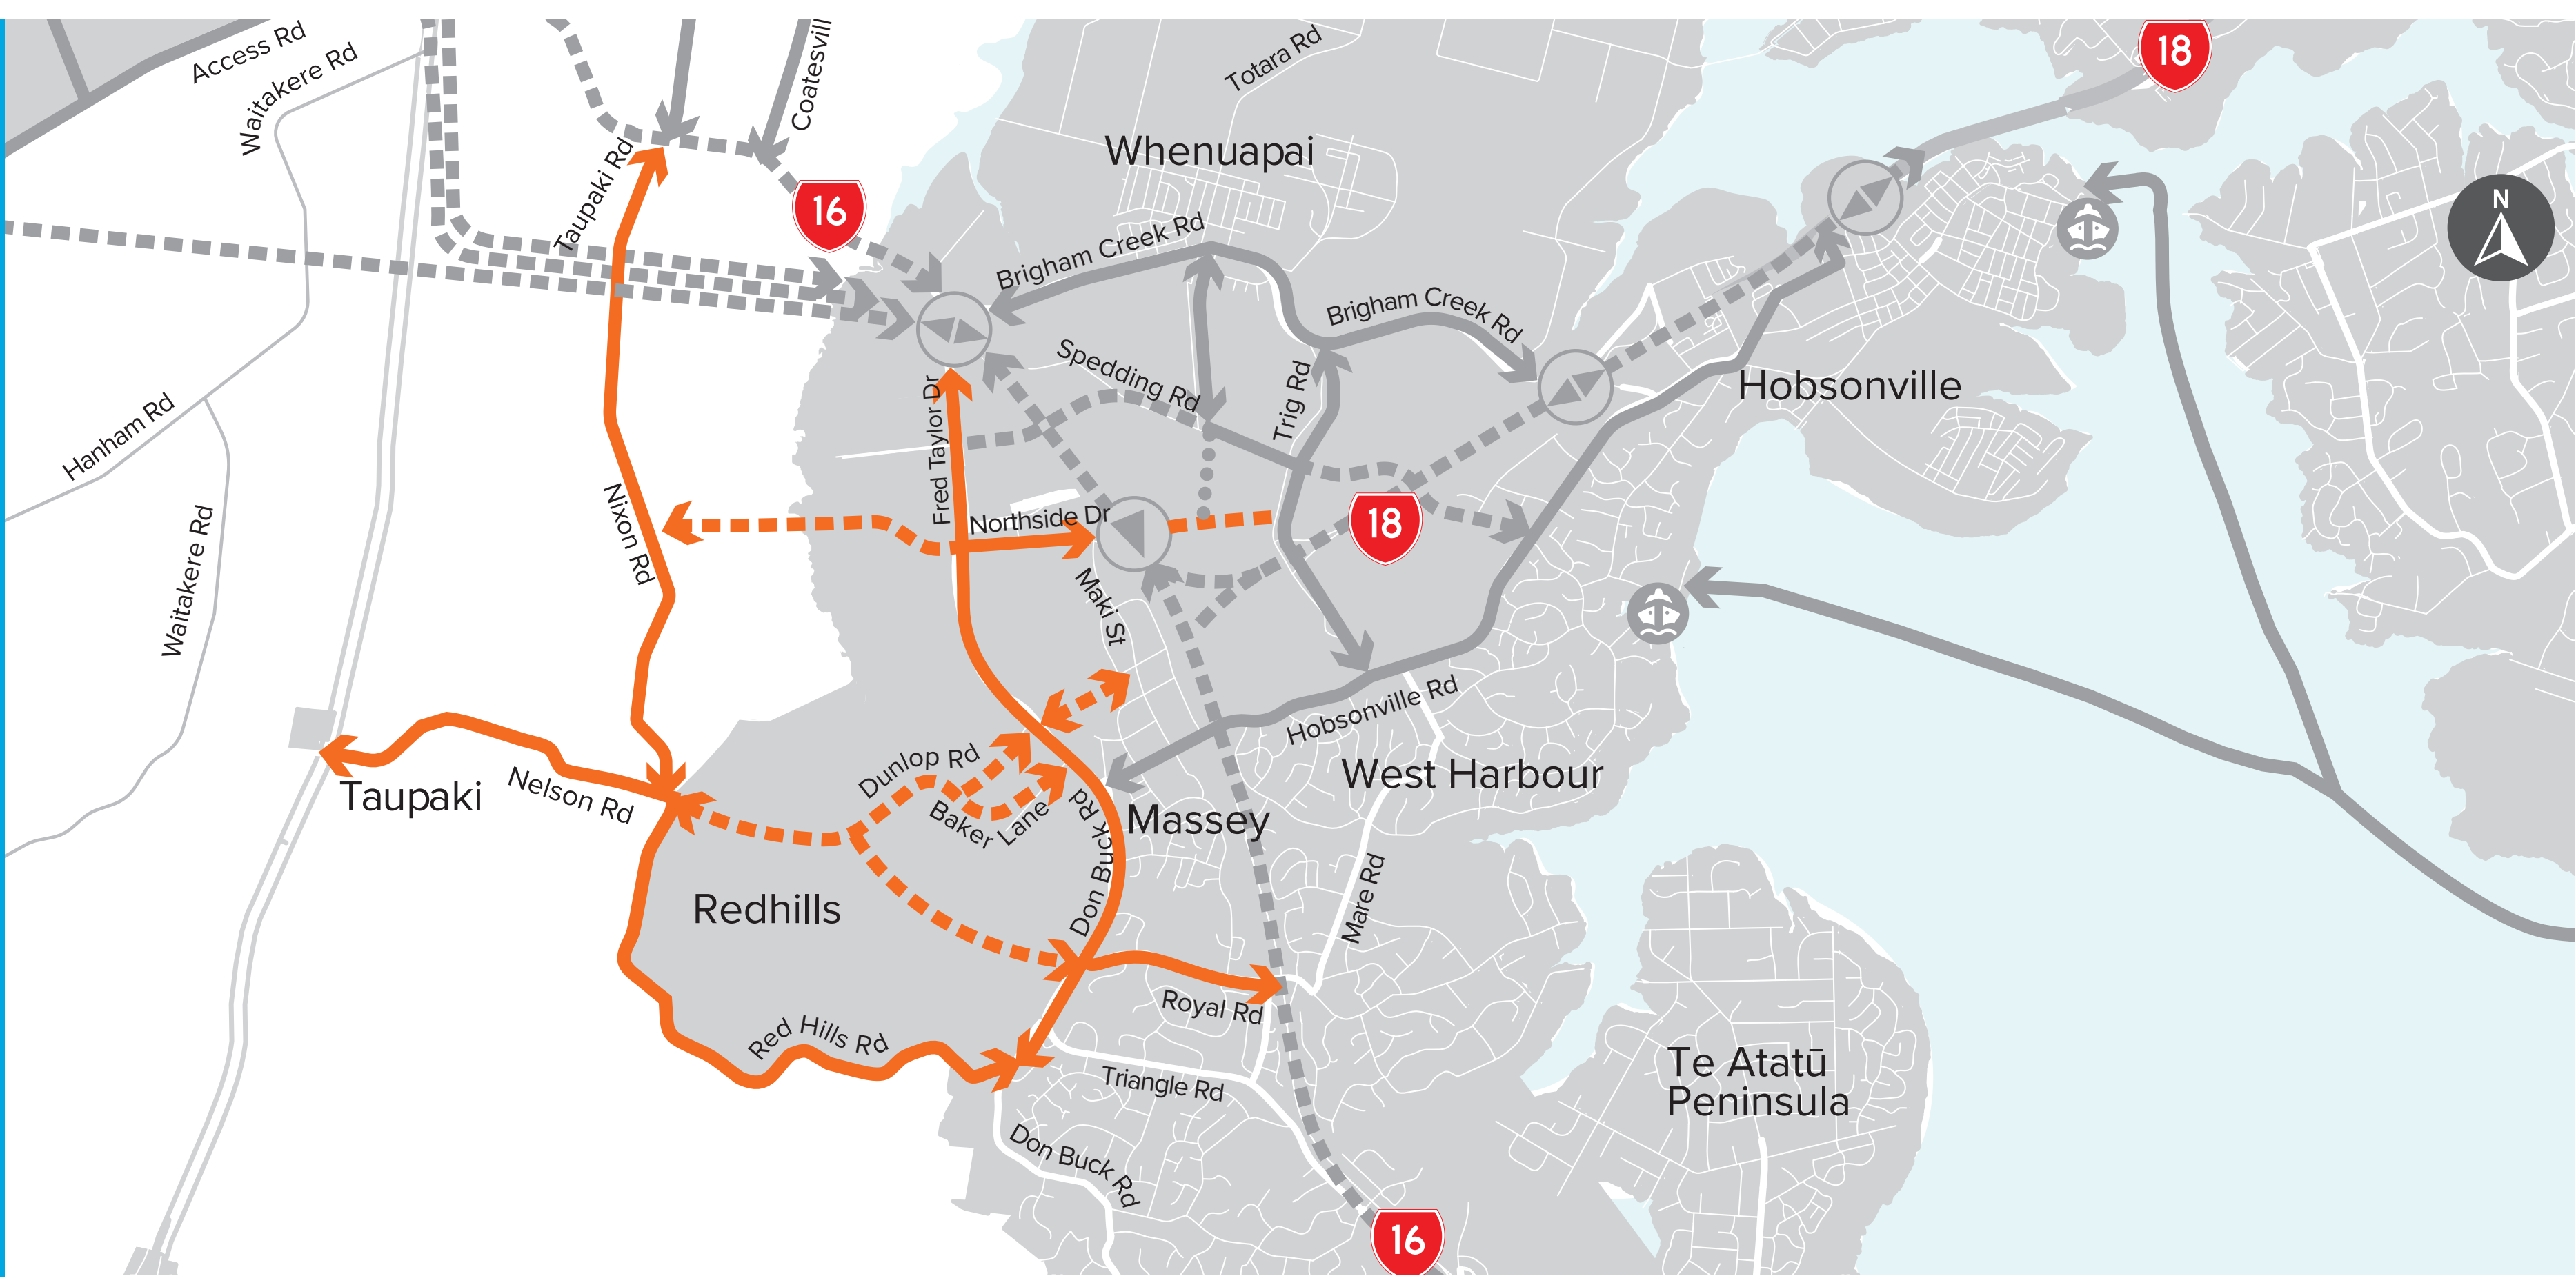 Access Rd
Waitakere Rd
Coatesvill
Totara Rd
18
Whenuapai
Taupaki Rd
16
N
Brigham Creek Rd
Brigham Creek Rd
Spedding Rd
Trig Rd
Hobsonville
Fred Taylor Dr
Hanham Rd
Nixon Rd
Northside Dr
18
Waitakere Rd
Maki St
Hobsonville Rd
West Harbour
Dunlop Rd
Taupaki
Nelson Rd
Baker Lane
Massey
Don Buck Rd
Mare Rd
Redhills
Royal Rd
Red Hills Rd
Triangle Rd
Te Atatū
Peninsula
Don Buck Rd
16